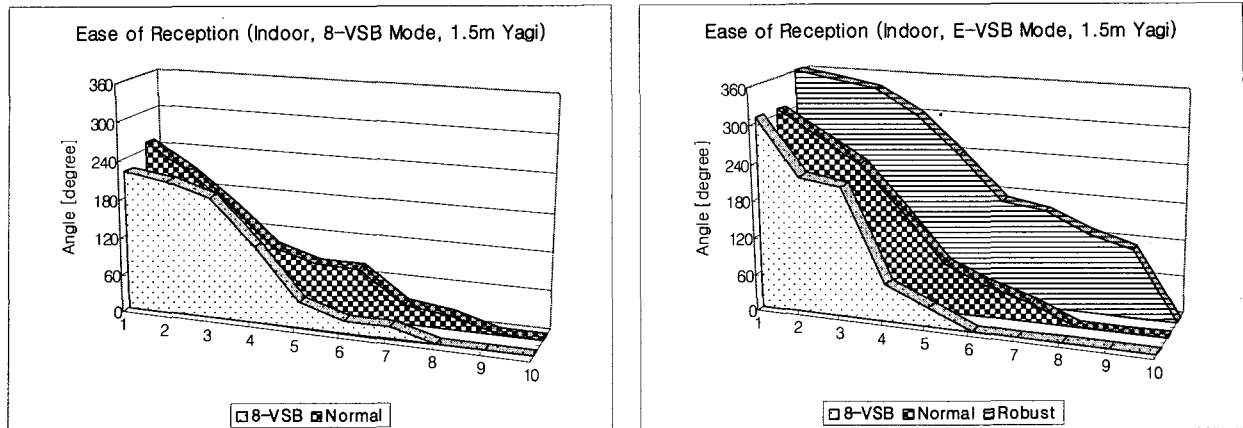 Ease of Reception (Indoor, 8-VSB Mode, 1.5m Yagi)
Angle [degree]
360
300
240
180
120
60
0
1 2 3 4 5 6 7 8 9 10
8-VSB Normal
Ease of Reception (Indoor, E-VSB Mode, 1.5m Yagi)
Angle [degree]
360
300
240
180
120
60
0
1 2 3 4 5 6 7 8 9 10
8-VSB Normal Robust